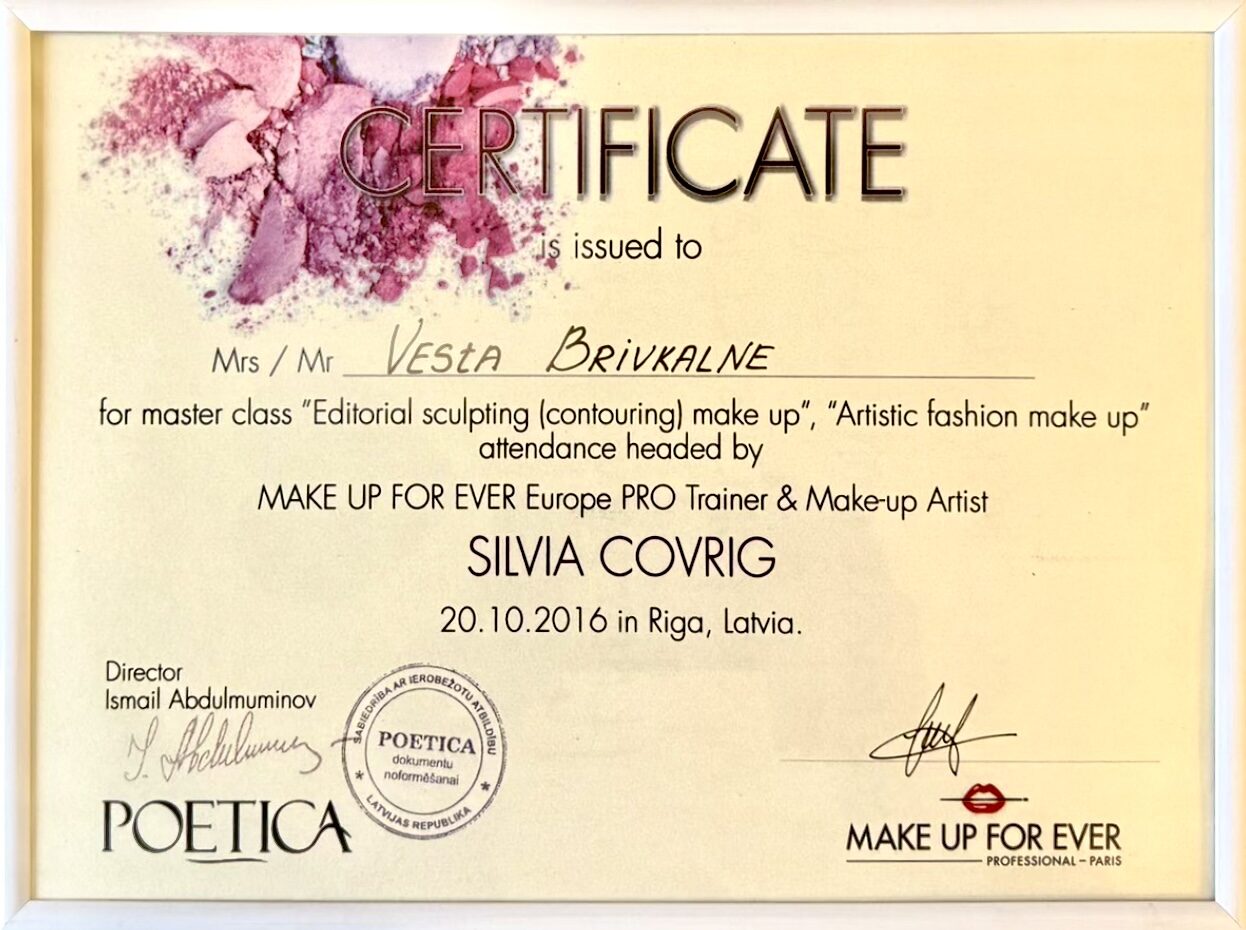 CERTIFICATE
is issued to
Mrs / Mr VESTA BRIVKALNE
for master class "Editorial sculpting (contouring) make up", "Artistic fashion make up"
attendance headed by
MAKE UP FOR EVER Europe PRO Trainer & Make-up Artist
SILVIA COVRIG
20.10.2016 in Riga, Latvia.
Director
Ismail Abdulmuminov
I. Abdulmumin
SABIEDRĪBA AR IEROBEŽOTU ATBILDĪBU
POETICA
dokumentu
noformēšanai
* LATVIJAS REPUBLIKA *
POETICA
MAKE UP FOR EVER
PROFESSIONAL – PARIS